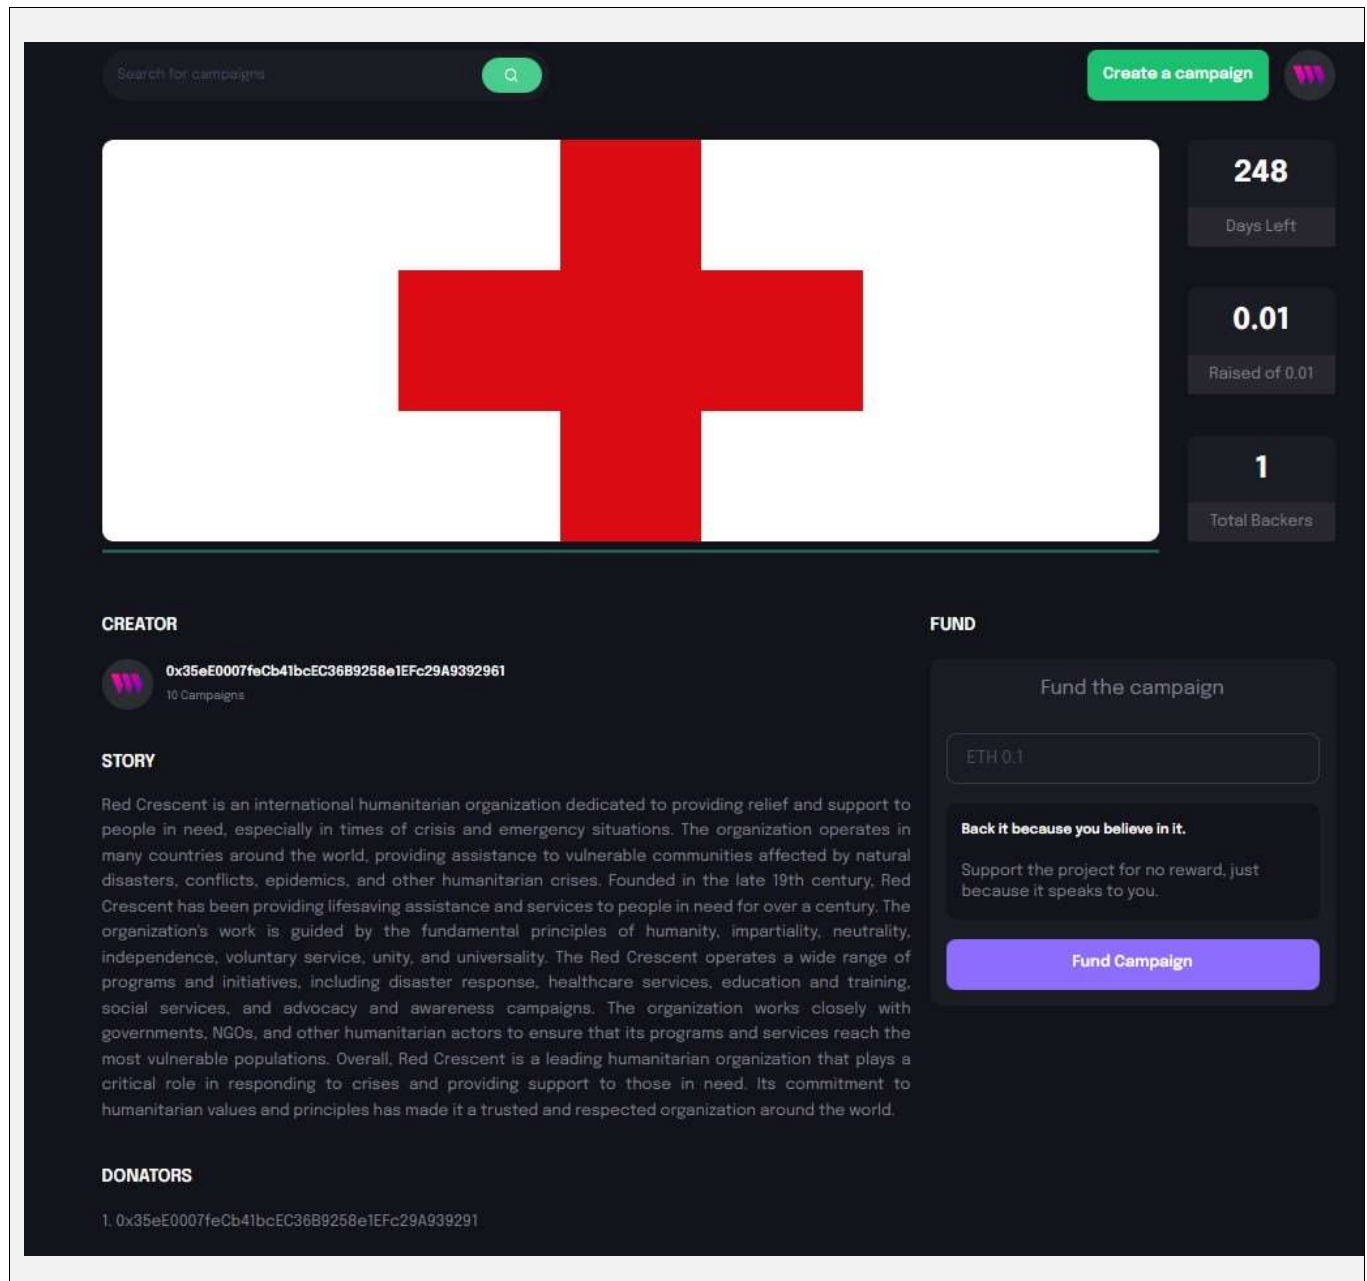 Search for campaigns
Create a campaign
248
Days Left
0.01
Raised of 0.01
1
Total Backers
CREATOR
0x35eE0007feCb41bcEC36B9258e1EFc29A9392961
10 Campaigns
STORY
Red Crescent is an international humanitarian organization dedicated to providing relief and support to
people in need, especially in times of crisis and emergency situations. The organization operates in
many countries around the world, providing assistance to vulnerable communities affected by natural
disasters, conflicts, epidemics, and other humanitarian crises. Founded in the late 19th century, Red
Crescent has been providing lifesaving assistance and services to people in need for over a century. The
organization's work is guided by the fundamental principles of humanity, impartiality, neutrality,
independence, voluntary service, unity, and universality. The Red Crescent operates a wide range of
programs and initiatives, including disaster response, healthcare services, education and training,
social services, and advocacy and awareness campaigns. The organization works closely with
governments, NGOs, and other humanitarian actors to ensure that its programs and services reach the
most vulnerable populations. Overall, Red Crescent is a leading humanitarian organization that plays a
critical role in responding to crises and providing support to those in need. Its commitment to
humanitarian values and principles has made it a trusted and respected organization around the world.
DONATORS
1. 0x35eE0007feCb41bcEC36B9258e1EFc29A939291
FUND
Fund the campaign
ETH 0.1
Back it because you believe in it.
Support the project for no reward, just
because it speaks to you.
Fund Campaign